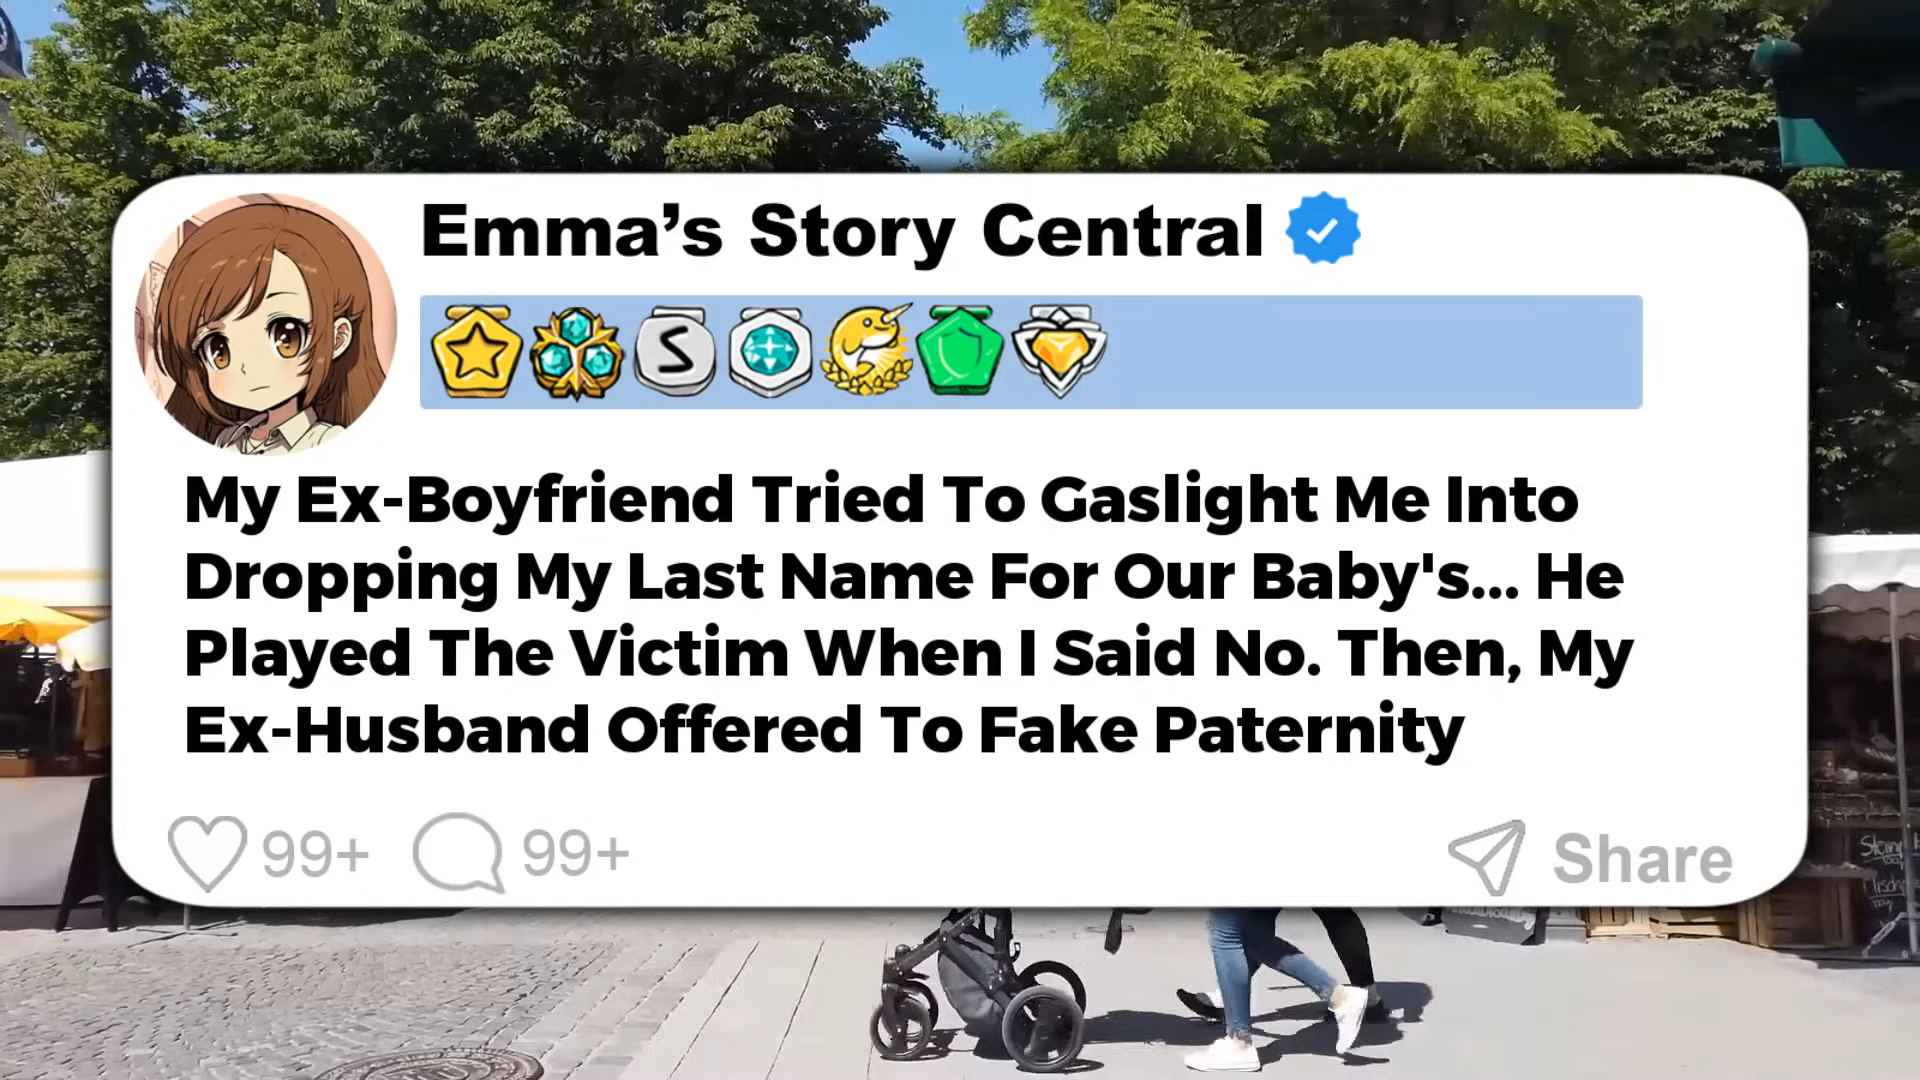 Emma’s Story Central
S
My Ex-Boyfriend Tried To Gaslight Me Into
Dropping My Last Name For Our Baby's... He
Played The Victim When I Said No. Then, My
Ex-Husband Offered To Fake Paternity
99+ 99+ Share